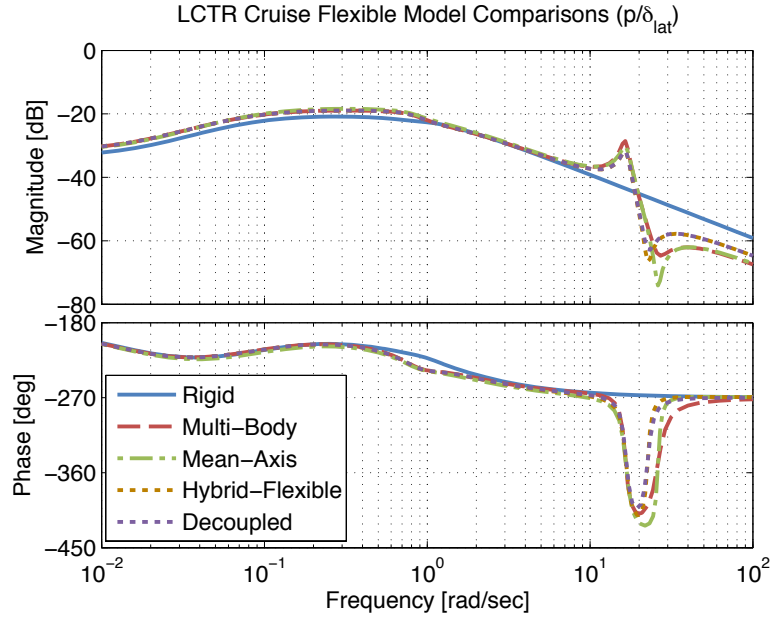 LCTR Cruise Flexible Model Comparisons (p/δlat)
0
−20
−40
−60
−80
Magnitude [dB]
−180
−270
−360
−450
Phase [deg]
Rigid
Multi−Body
Mean−Axis
Hybrid−Flexible
Decoupled
10−2 10−1 100 101 102
Frequency [rad/sec]